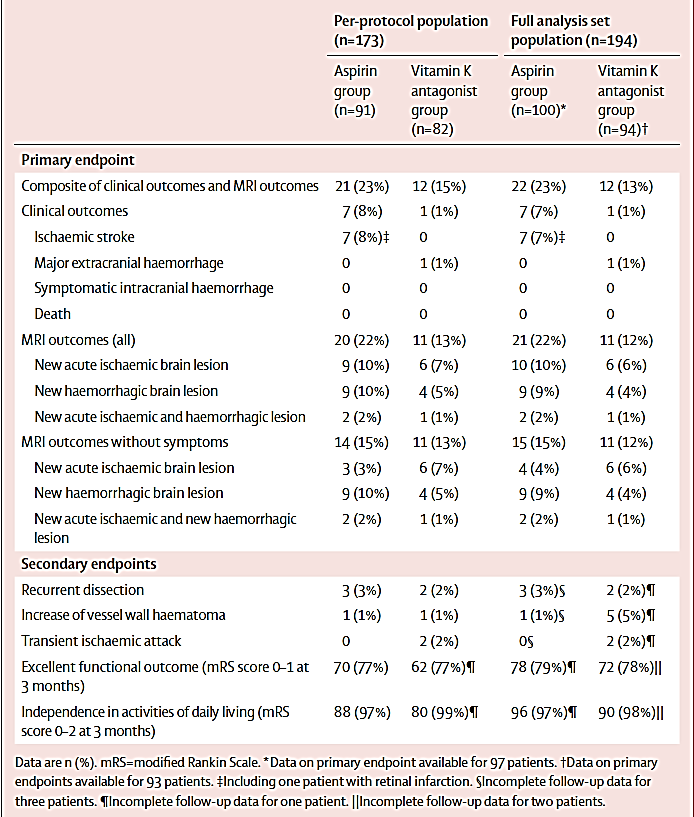 Per-protocol population (n=173) Full analysis set population (n=194)
Aspirin group (n=91) Vitamin K antagonist group (n=82) Aspirin group (n=100)* Vitamin K antagonist group (n=94)†
Primary endpoint
Composite of clinical outcomes and MRI outcomes 21 (23%) 12 (15%) 22 (23%) 12 (13%)
Clinical outcomes 7 (8%) 1 (1%) 7 (7%) 1 (1%)
Ischaemic stroke 7 (8%)‡ 0 7 (7%)‡ 0
Major extracranial haemorrhage 0 1 (1%) 0 1 (1%)
Symptomatic intracranial haemorrhage 0 0 0 0
Death 0 0 0 0
MRI outcomes (all) 20 (22%) 11 (13%) 21 (22%) 11 (12%)
New acute ischaemic brain lesion 9 (10%) 6 (7%) 10 (10%) 6 (6%)
New haemorrhagic brain lesion 9 (10%) 4 (5%) 9 (9%) 4 (4%)
New acute ischaemic and haemorrhagic lesion 2 (2%) 1 (1%) 2 (2%) 1 (1%)
MRI outcomes without symptoms 14 (15%) 11 (13%) 15 (15%) 11 (12%)
New acute ischaemic brain lesion 3 (3%) 6 (7%) 4 (4%) 6 (6%)
New haemorrhagic brain lesion 9 (10%) 4 (5%) 9 (9%) 4 (4%)
New acute ischaemic and new haemorrhagic 2 (2%) 1 (1%) 2 (2%) 1 (1%)
lesion
Secondary endpoints
Recurrent dissection 3 (3%) 2 (2%) 3 (3%)§ 2 (2%)¶
Increase of vessel wall haematoma 1 (1%) 1 (1%) 1 (1%)§ 5 (5%)¶
Transient ischaemic attack 0 2 (2%) 0§ 2 (2%)¶
Excellent functional outcome (mRS score 0–1 at 70 (77%) 62 (77%)¶ 78 (79%)¶ 72 (78%)||
3 months)
Independence in activities of daily living (mRS 88 (97%) 80 (99%)¶ 96 (97%)¶ 90 (98%)||
score 0–2 at 3 months)
Data are n (%). mRS=modified Rankin Scale. *Data on primary endpoint available for 97 patients. †Data on primary
endpoints available for 93 patients. ‡Including one patient with retinal infarction. §Incomplete follow-up data for
three patients. ¶Incomplete follow-up data for one patient. ||Incomplete follow-up data for two patients.